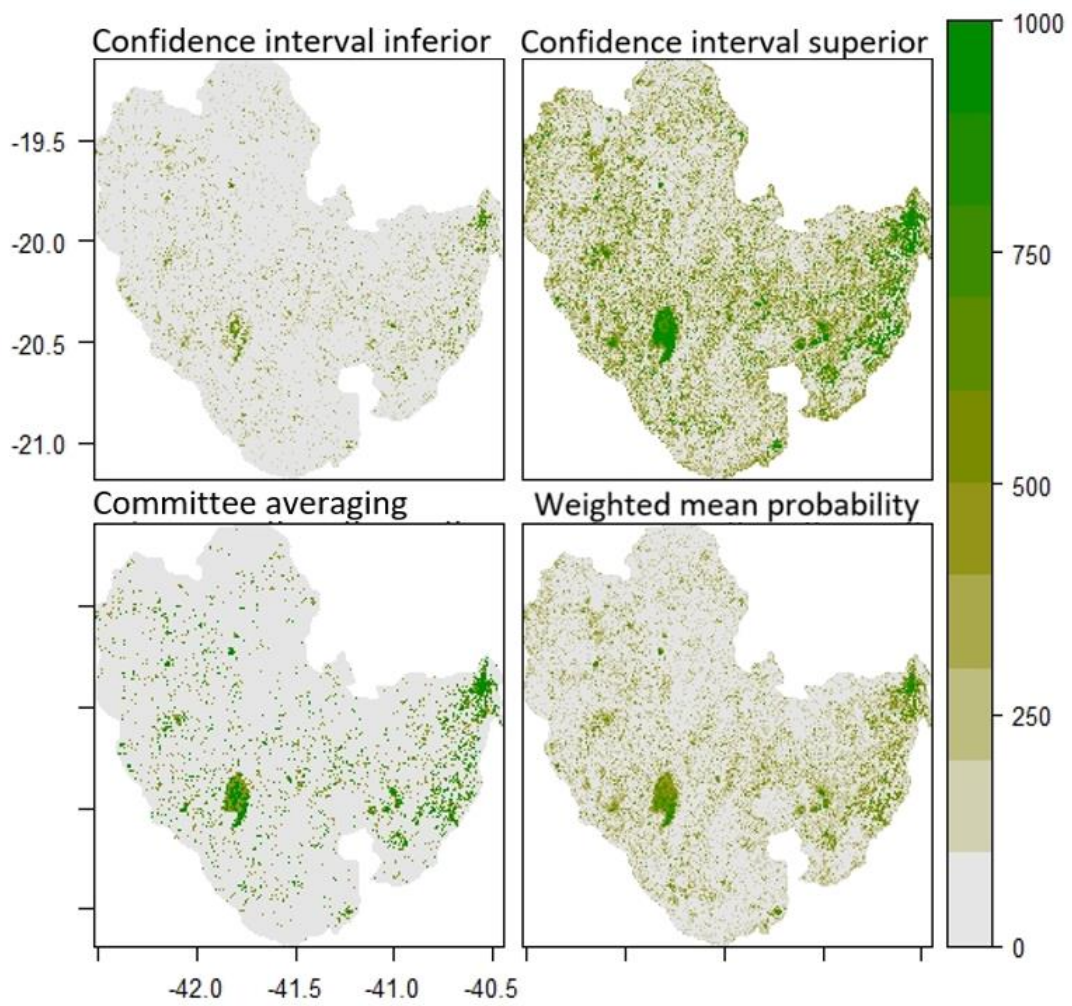 Confidence interval inferior
Confidence interval superior
1000
-19.5
-20.0
750
-20.5
-21.0
500
Committee averaging
Weighted mean probability
250
0
-42.0 -41.5 -41.0 -40.5